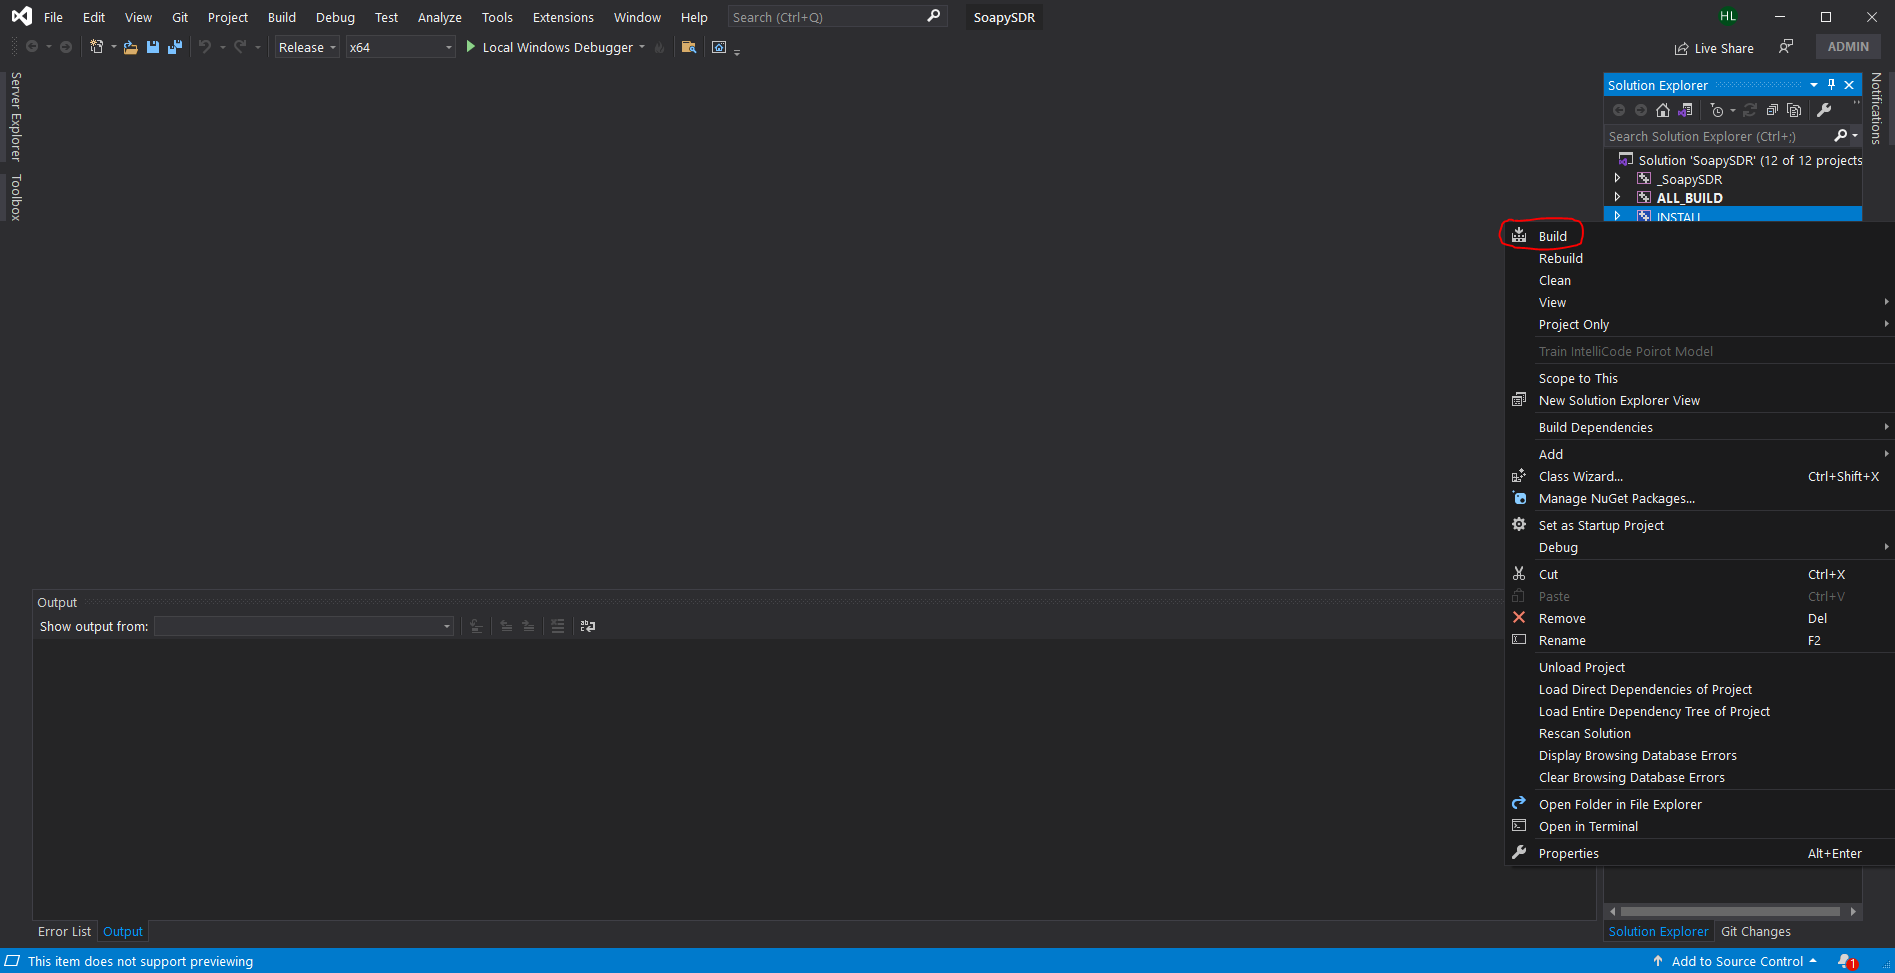 File Edit View Git Project Build Debug Test Analyze Tools Extensions Window Help Search (Ctrl+Q) SoapySDR HL
Release x64 Local Windows Debugger Live Share ADMIN
Server Explorer
Toolbox
Solution Explorer
Notifications
Search Solution Explorer (Ctrl+;)
Solution 'SoapySDR' (12 of 12 projects
_SoapySDR
ALL_BUILD
INSTALL
Build
Rebuild
Clean
View
Project Only
Train IntelliCode Poirot Model
Scope to This
New Solution Explorer View
Build Dependencies
Add
Class Wizard... Ctrl+Shift+X
Manage NuGet Packages...
Set as Startup Project
Debug
Cut Ctrl+X
Paste Ctrl+V
Remove Del
Rename F2
Unload Project
Load Direct Dependencies of Project
Load Entire Dependency Tree of Project
Rescan Solution
Display Browsing Database Errors
Clear Browsing Database Errors
Open Folder in File Explorer
Open in Terminal
Properties Alt+Enter
Output
Show output from:
Error List Output
Solution Explorer Git Changes
This item does not support previewing
Add to Source Control 1